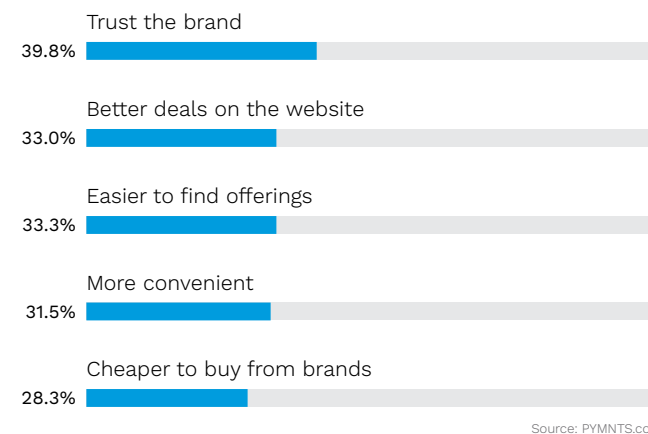 Trust the brand
39.8%
Better deals on the website
33.0%
Easier to find offerings
33.3%
More convenient
31.5%
Cheaper to buy from brands
28.3%
Source: PYMNTS.co